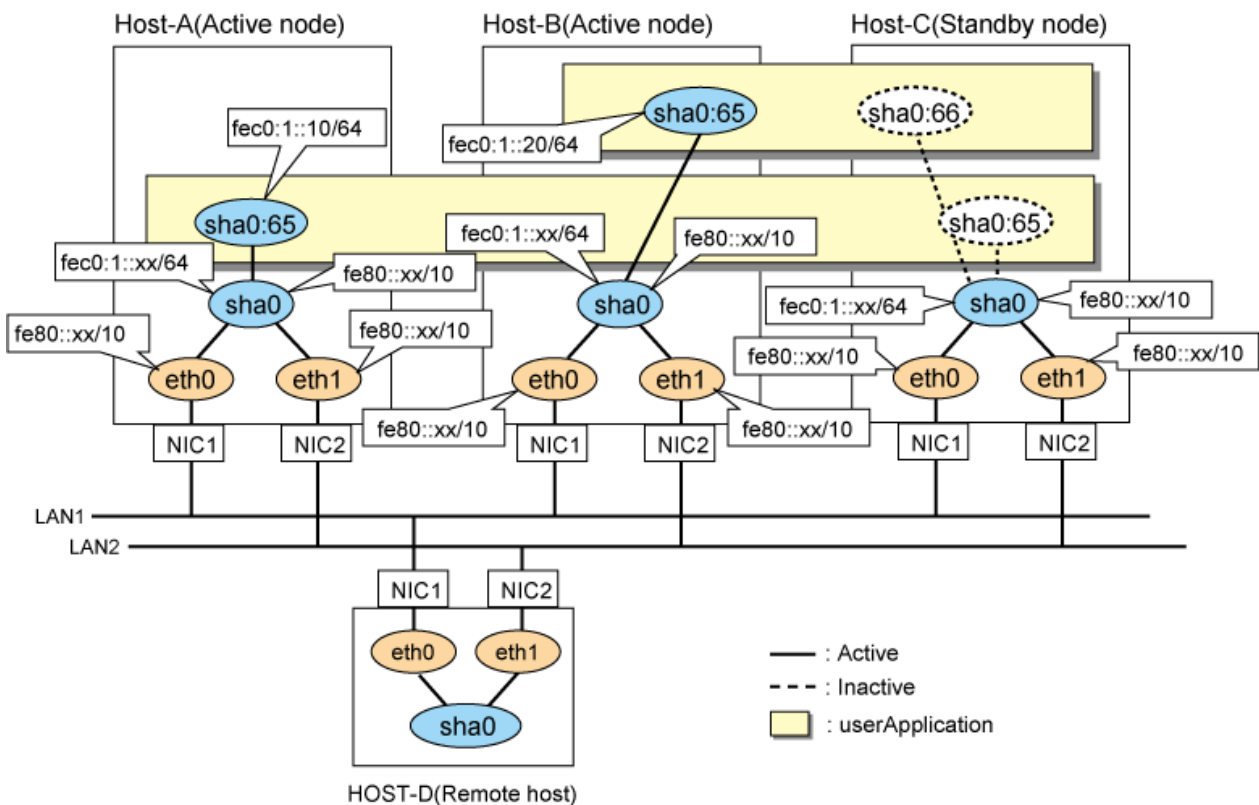 Host-A(Active node)
Host-B(Active node)
Host-C(Standby node)
sha0:65
sha0:66
fec0:1::10/64
fec0:1::20/64
sha0:65
sha0:65
fec0:1::xx/64
fe80::xx/10
fec0:1::xx/64
fe80::xx/10
sha0
sha0
fec0:1::xx/64
sha0
fe80::xx/10
fe80::xx/10
fe80::xx/10
fe80::xx/10
fe80::xx/10
eth0
eth1
eth0
eth1
eth0
eth1
fe80::xx/10
fe80::xx/10
NIC1
NIC2
NIC1
NIC2
NIC1
NIC2
LAN1
LAN2
NIC1
NIC2
eth0
eth1
sha0
: Active
: Inactive
: userApplication
HOST-D(Remote host)